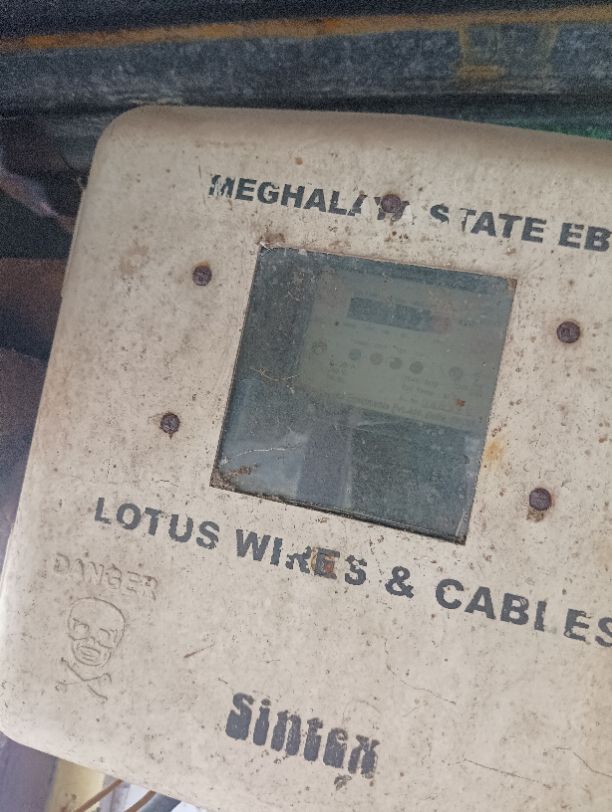 MEGHALAYA STATE EB
LOTUS WIRES & CABLES
DANGER
Sintex